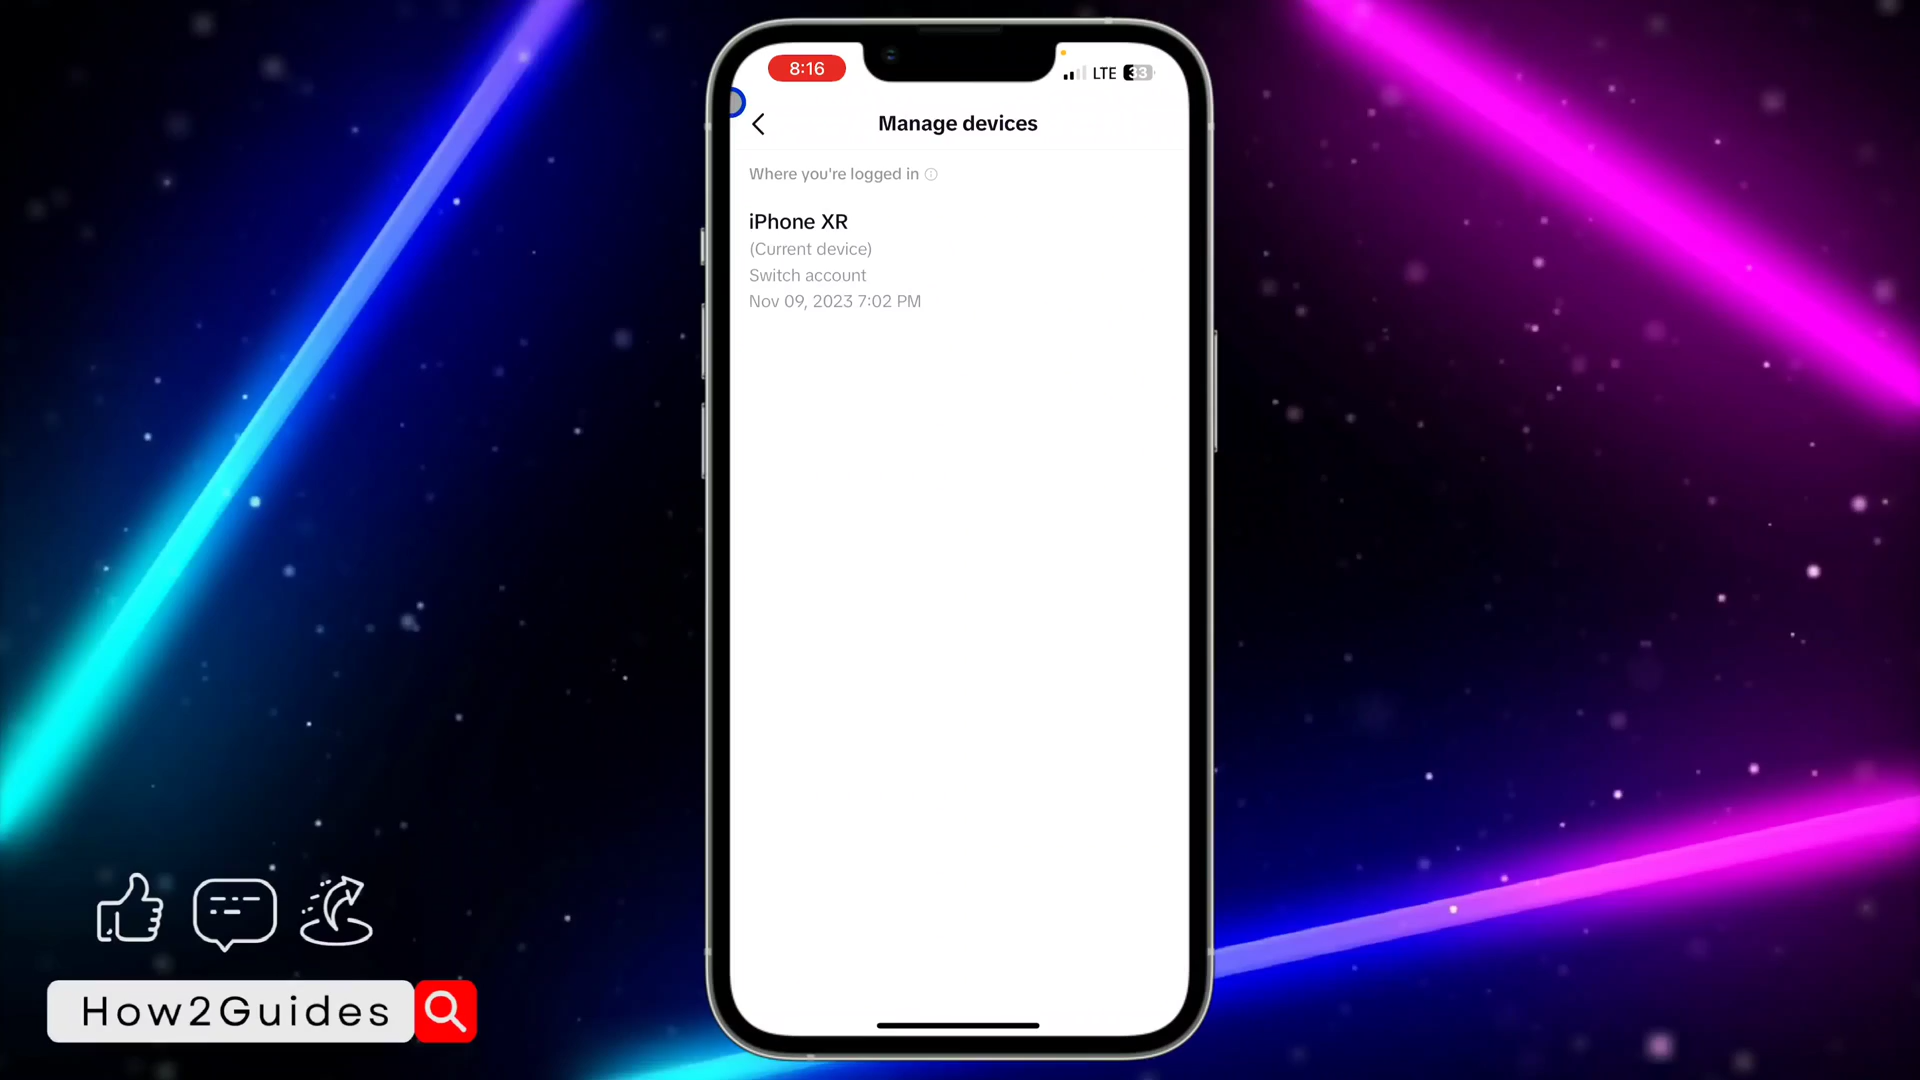 8:16
LTE 33
Manage devices
Where you're logged in
iPhone XR
(Current device)
Switch account
Nov 09, 2023 7:02 PM
How2Guides